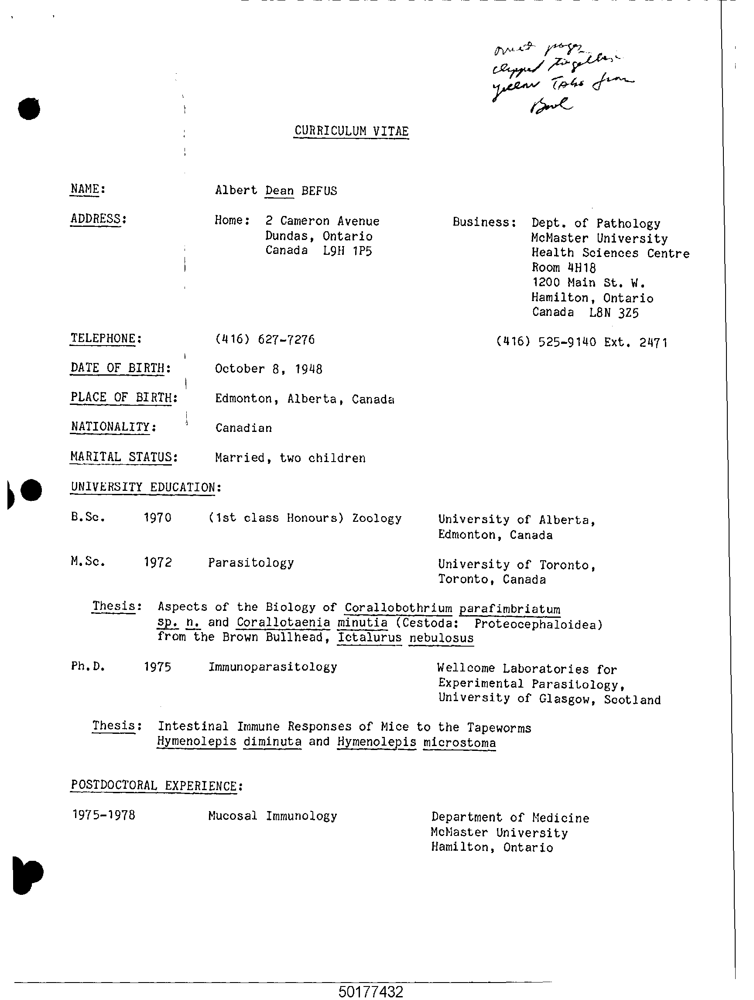 clipped together
from
CURRICULUM VITAE
NAME: Albert Dean BEFUS
ADDRESS: Home: 2 Cameron Avenue Business: Dept. of Pathology
Dundas, Ontario McMaster University
Canada L9H 1P5 Health Sciences Centre
Room 4H18
1200 Main St. W.
Hamilton, Ontario
Canada L8N 3Z5
TELEPHONE: (416) 627-7276 (416) 525-9140 Ext. 2471
DATE OF BIRTH: October 8, 1948
PLACE OF BIRTH: Edmonton, Alberta, Canada
NATIONALITY: Canadian
MARITAL STATUS: Married, two children
UNIVERSITY EDUCATION:
B.Sc. 1970 (1st class Honours) Zoology University of Alberta,
Edmonton, Canada
M.Sc. 1972 Parasitology University of Toronto,
Toronto, Canada
Thesis: Aspects of the Biology of Corallobothrium parafimbriatum
sp. n. and Corallotaenia minutia (Cestoda: Proteocephaloidea)
from the Brown Bullhead, Ictalurus nebulosus
Ph.D. 1975 Immunoparasitology Wellcome Laboratories for
Experimental Parasitology,
University of Glasgow, Scotland
Thesis: Intestinal Immune Responses of Mice to the Tapeworms
Hymenolepis diminuta and Hymenolepis microstoma
POSTDOCTORAL EXPERIENCE:
1975-1978 Mucosal Immunology Department of Medicine
McMaster University
Hamilton, Ontario
50177432